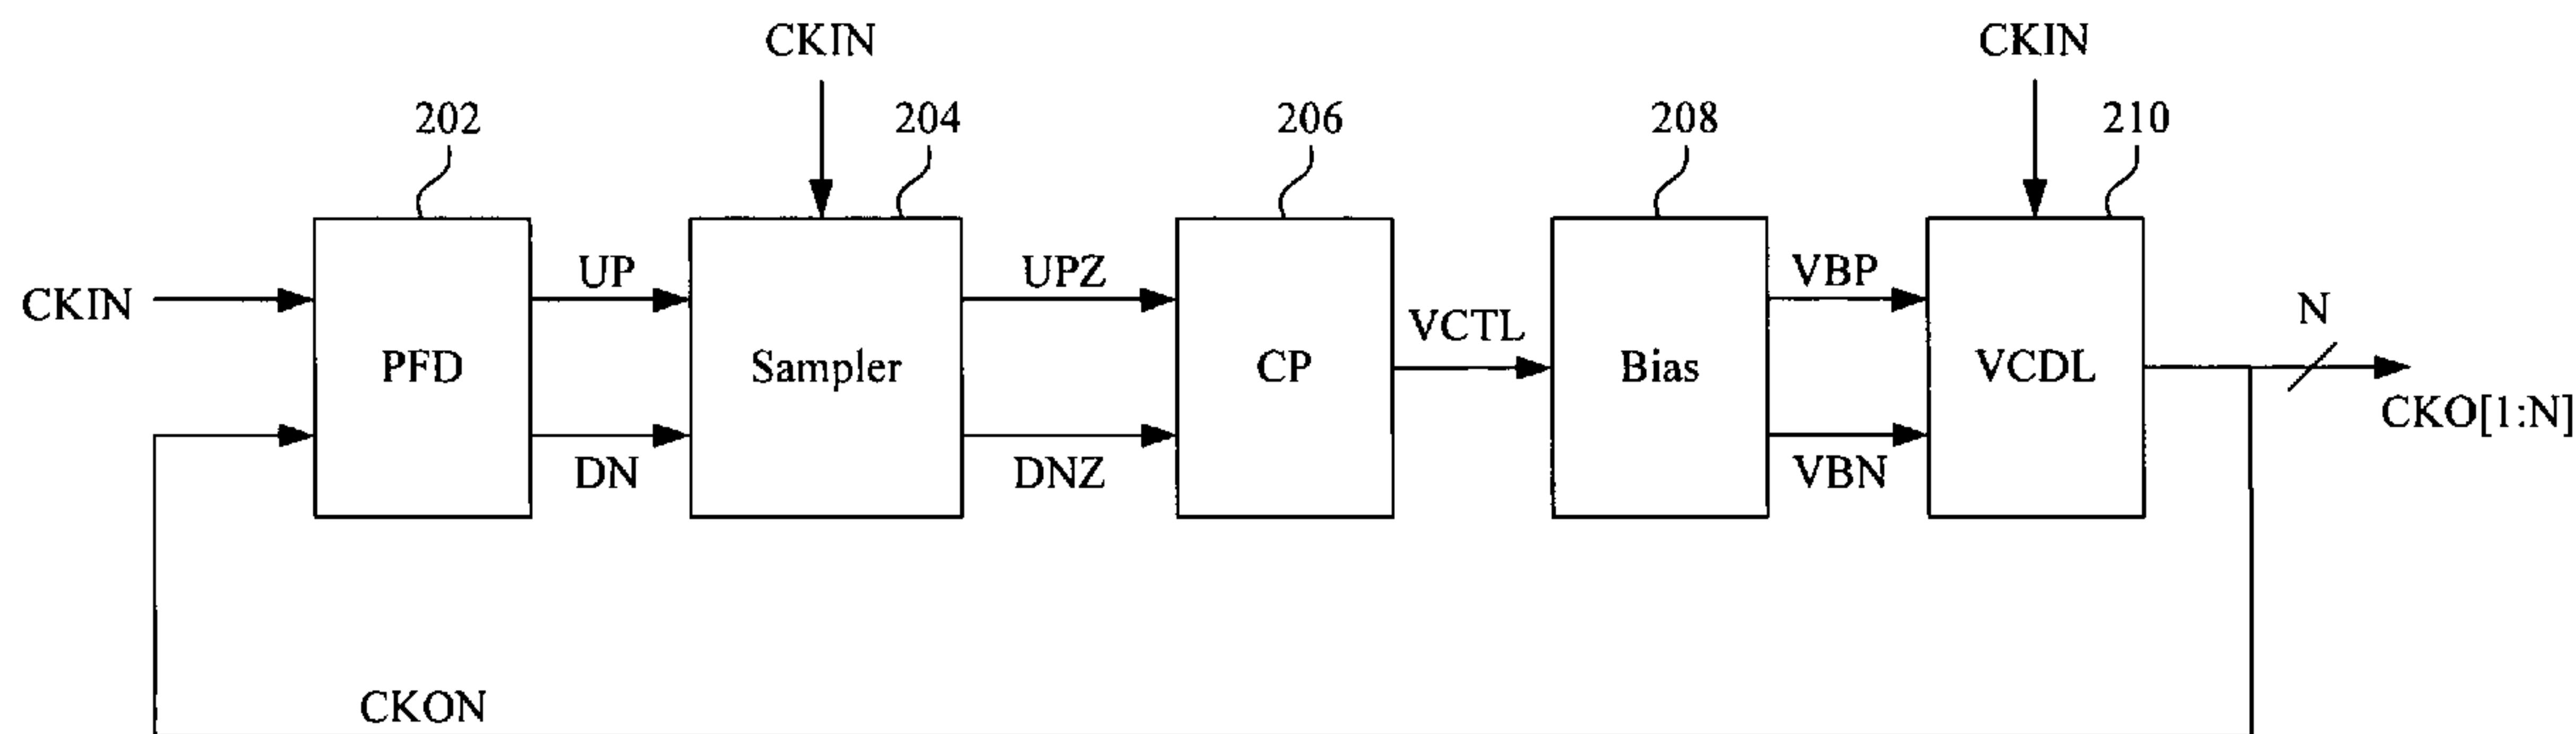 CKIN
CKIN
202
204
206
208
210
UP
UPZ
VBP
CKIN
VCTL
N
PFD
Sampler
CP
Bias
VCDL
CKO[1:N]
DN
DNZ
VBN
CKON